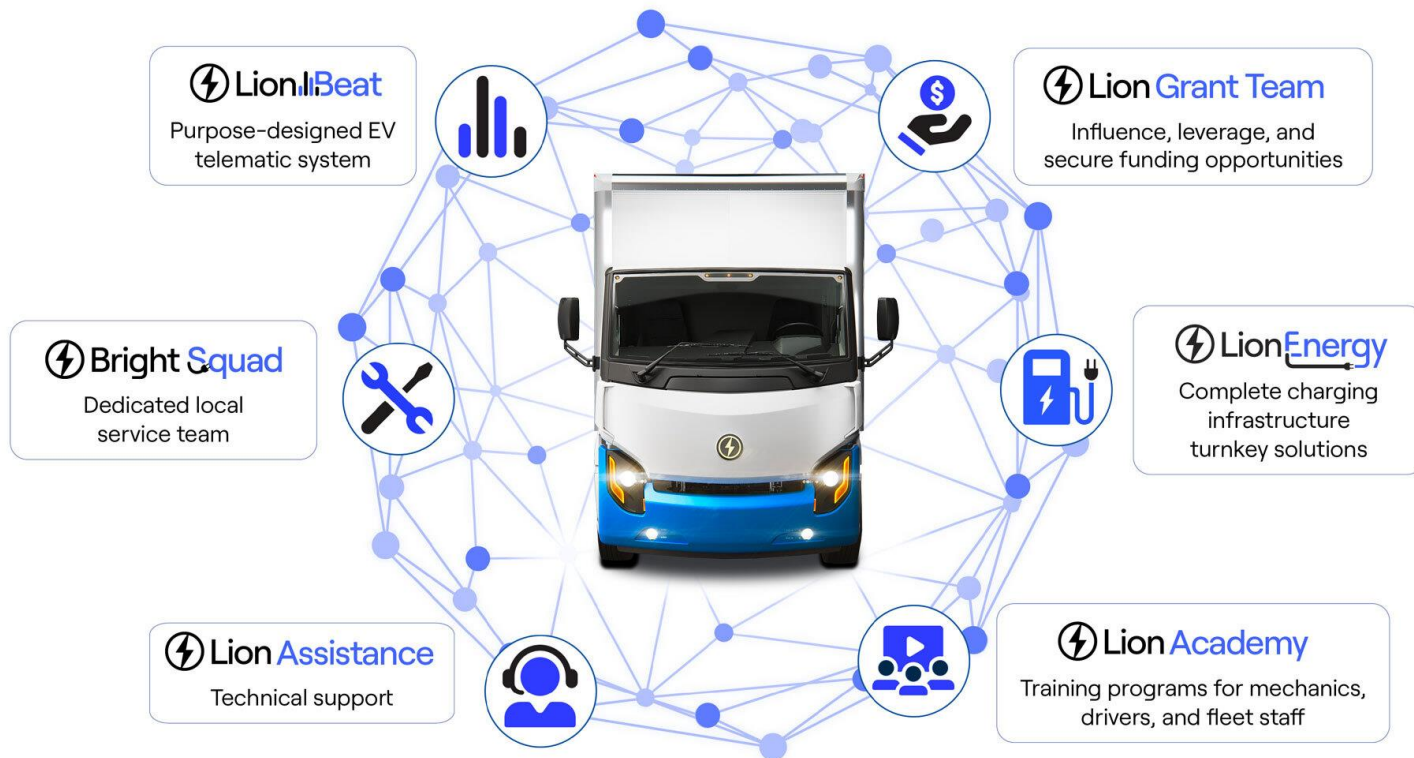 LionBeat
Purpose-designed EV
telematic system
Lion Grant Team
Influence, leverage, and
secure funding opportunities
Bright Squad
Dedicated local
service team
$
Lion Energy
Complete charging
infrastructure
turnkey solutions
Lion Assistance
Technical support
Lion Academy
Training programs for mechanics,
drivers, and fleet staff